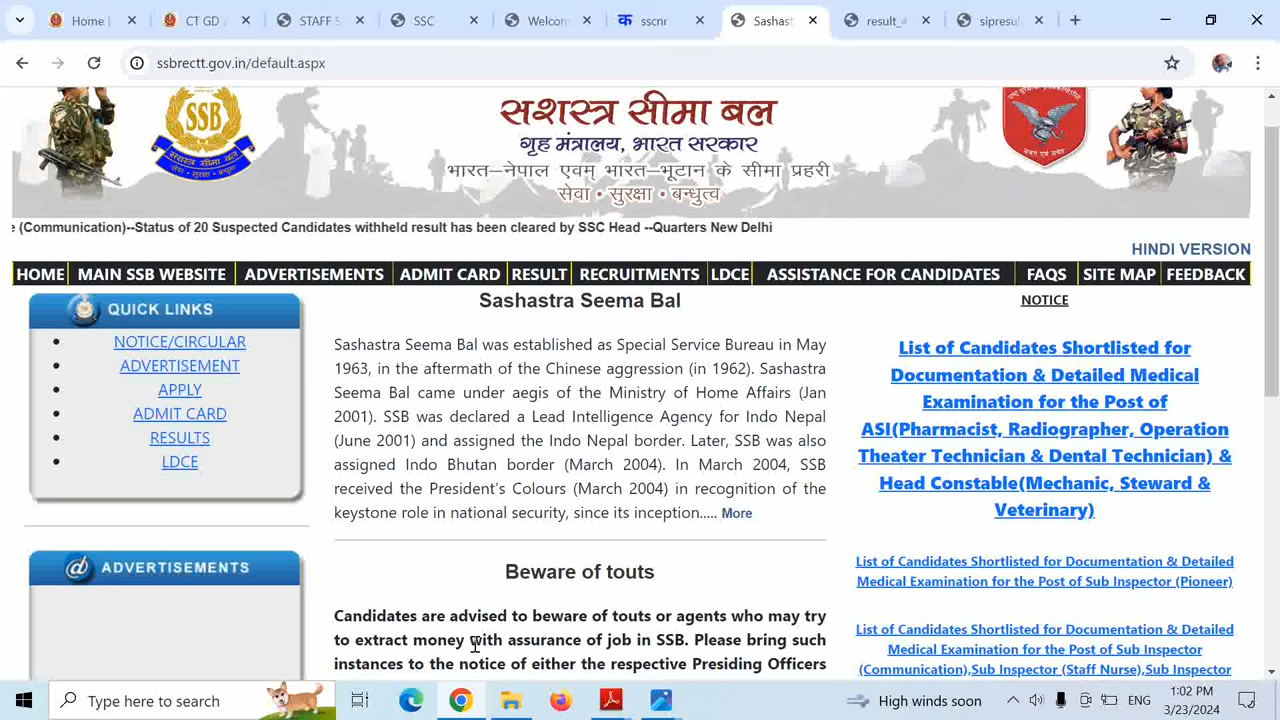 Home |
CT GD
STAFF S
SSC
Welcom
sscnr
Sashast
result_
sipresul
ssbrectt.gov.in/default.aspx
सशस्त्र सीमा बल
गृह मंत्रालय, भारत सरकार
भारत–नेपाल एवम् भारत–भूटान के सीमा प्रहरी
सेवा • सुरक्षा • बन्धुत्व
SSB
(Communication)--Status of 20 Suspected Candidates withheld result has been cleared by SSC Head --Quarters New Delhi
HINDI VERSION
HOME MAIN SSB WEBSITE ADVERTISEMENTS ADMIT CARD RESULT RECRUITMENTS LDCE ASSISTANCE FOR CANDIDATES FAQS SITE MAP FEEDBACK
QUICK LINKS
NOTICE/CIRCULAR
ADVERTISEMENT
APPLY
ADMIT CARD
RESULTS
LDCE
ADVERTISEMENTS
Sashastra Seema Bal
Sashastra Seema Bal was established as Special Service Bureau in May
1963, in the aftermath of the Chinese aggression (in 1962). Sashastra
Seema Bal came under aegis of the Ministry of Home Affairs (Jan
2001). SSB was declared a Lead Intelligence Agency for Indo Nepal
(June 2001) and assigned the Indo Nepal border. Later, SSB was also
assigned Indo Bhutan border (March 2004). In March 2004, SSB
received the President's Colours (March 2004) in recognition of the
keystone role in national security, since its inception..... More
Beware of touts
Candidates are advised to beware of touts or agents who may try
to extract money with assurance of job in SSB. Please bring such
instances to the notice of either the respective Presiding Officers
NOTICE
List of Candidates Shortlisted for
Documentation & Detailed Medical
Examination for the Post of
ASI(Pharmacist, Radiographer, Operation
Theater Technician & Dental Technician) &
Head Constable(Mechanic, Steward &
Veterinary)
List of Candidates Shortlisted for Documentation & Detailed
Medical Examination for the Post of Sub Inspector (Pioneer)
List of Candidates Shortlisted for Documentation & Detailed
Medical Examination for the Post of Sub Inspector
(Communication),Sub Inspector (Staff Nurse),Sub Inspector
Type here to search
High winds soon
ENG
1:02 PM
3/23/2024